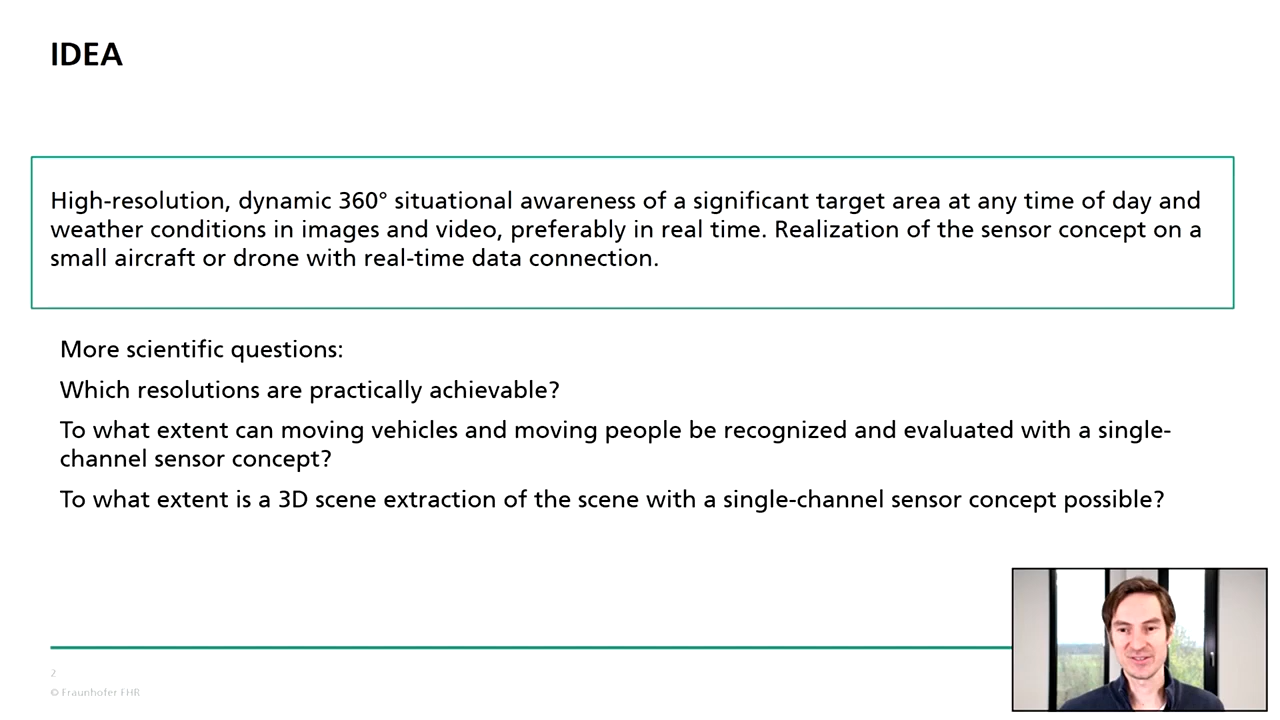 IDEA
High-resolution, dynamic 360° situational awareness of a significant target area at any time of day and
weather conditions in images and video, preferably in real time. Realization of the sensor concept on a
small aircraft or drone with real-time data connection.
More scientific questions:
Which resolutions are practically achievable?
To what extent can moving vehicles and moving people be recognized and evaluated with a single-
channel sensor concept?
To what extent is a 3D scene extraction of the scene with a single-channel sensor concept possible?
2
© Fraunhofer FHR